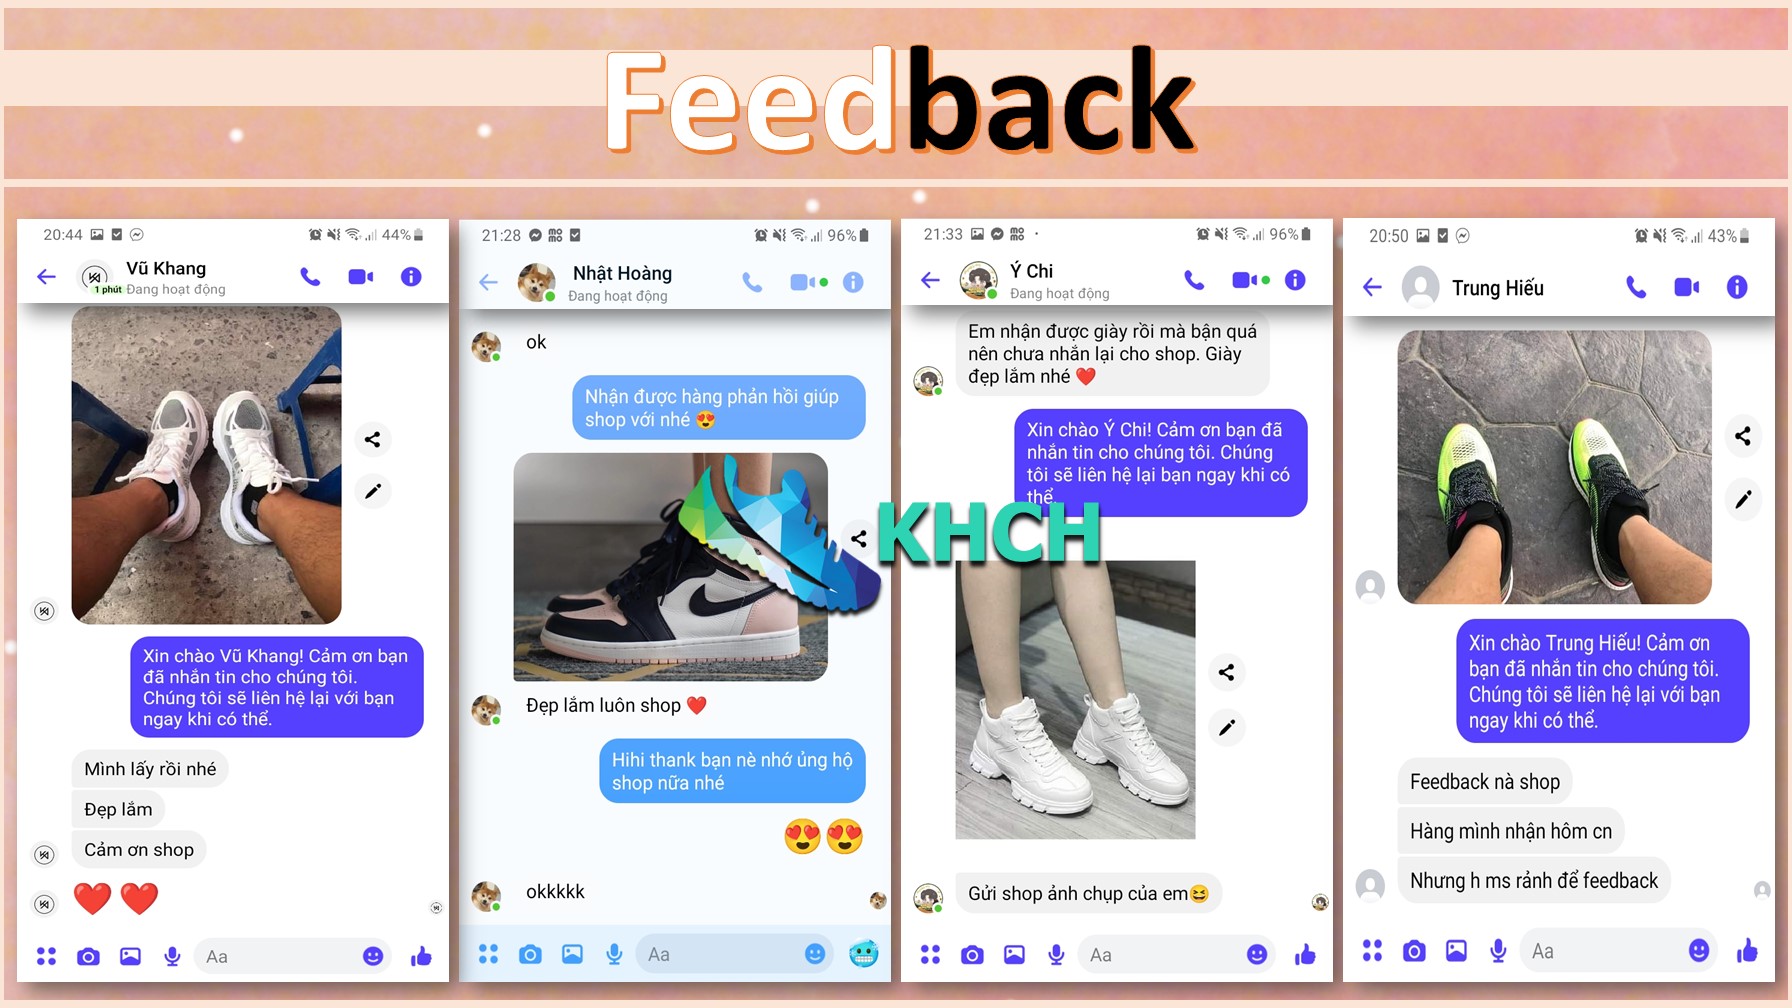 Feedback
20:44
44%
Vũ Khang
1 phút
Đang hoạt động
Xin chào Vũ Khang! Cảm ơn bạn
đã nhắn tin cho chúng tôi.
Chúng tôi sẽ liên hệ lại với bạn
ngay khi có thể.
Mình lấy rồi nhé
Đẹp lắm
Cảm ơn shop
Aa
21:28
96%
Nhật Hoàng
Đang hoạt động
ok
Nhận được hàng phản hồi giúp
shop với nhé 😍
Đẹp lắm luôn shop ❤️
Hihi thank bạn nè nhớ ủng hộ
shop nữa nhé
😍😍
okkkkk
Aa
KHCH
21:33
96%
Ý Chi
Đang hoạt động
Em nhận được giày rồi mà bận quá
nên chưa nhắn lại cho shop. Giày
đẹp lắm nhé ❤️
Xin chào Ý Chi! Cảm ơn bạn đã
nhắn tin cho chúng tôi. Chúng
tôi sẽ liên hệ lại bạn ngay khi có
thể.
Gửi shop ảnh chụp của em😆
Aa
20:50
43%
Trung Hiếu
Xin chào Trung Hiếu! Cảm ơn
bạn đã nhắn tin cho chúng tôi.
Chúng tôi sẽ liên hệ lại với bạn
ngay khi có thể.
Feedback nà shop
Hàng mình nhận hôm cn
Nhưng h ms rảnh để feedback
Aa